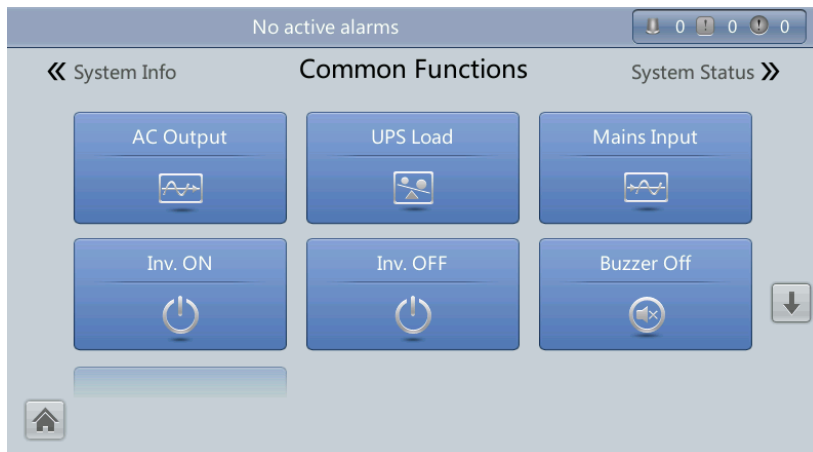 No active alarms
0 0 0
System Info
Common Functions
System Status
AC Output
UPS Load
Mains Input
Inv. ON
Inv. OFF
Buzzer Off